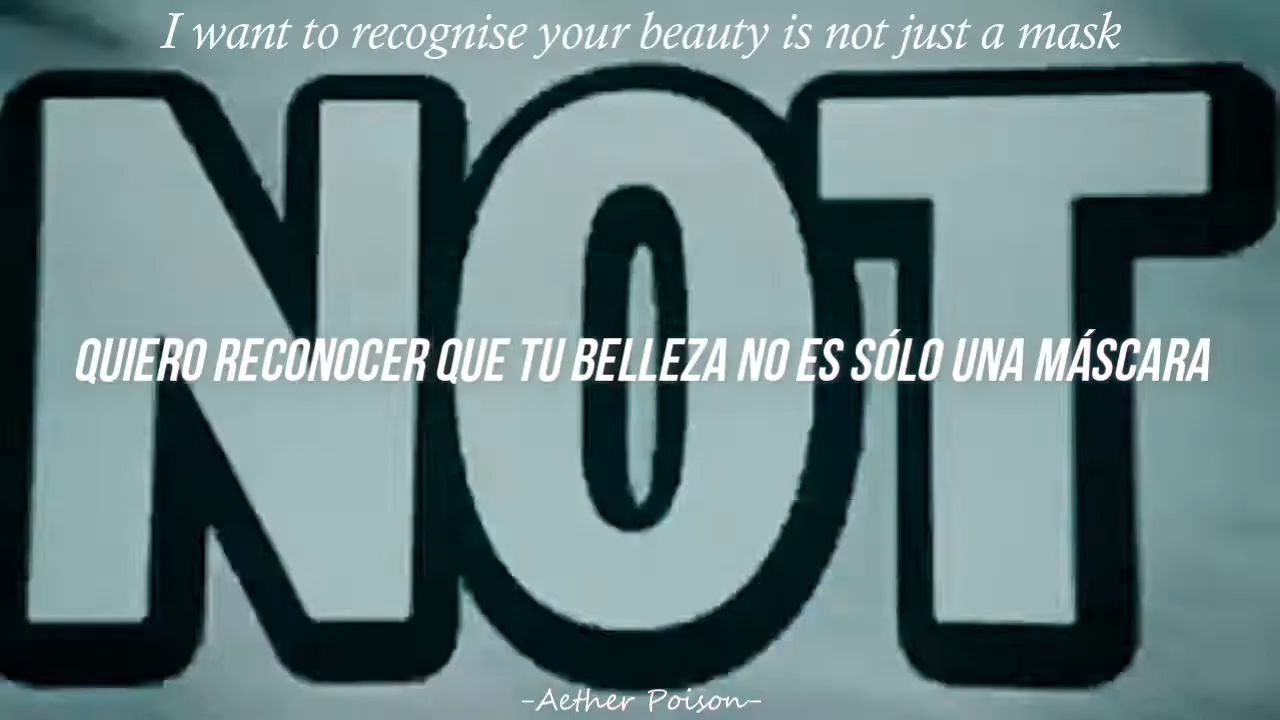 I want to recognise your beauty is not just a mask
NOT
QUIERO RECONOCER QUE TU BELLEZA NO ES SÓLO UNA MÁSCARA
-Aether Poison-